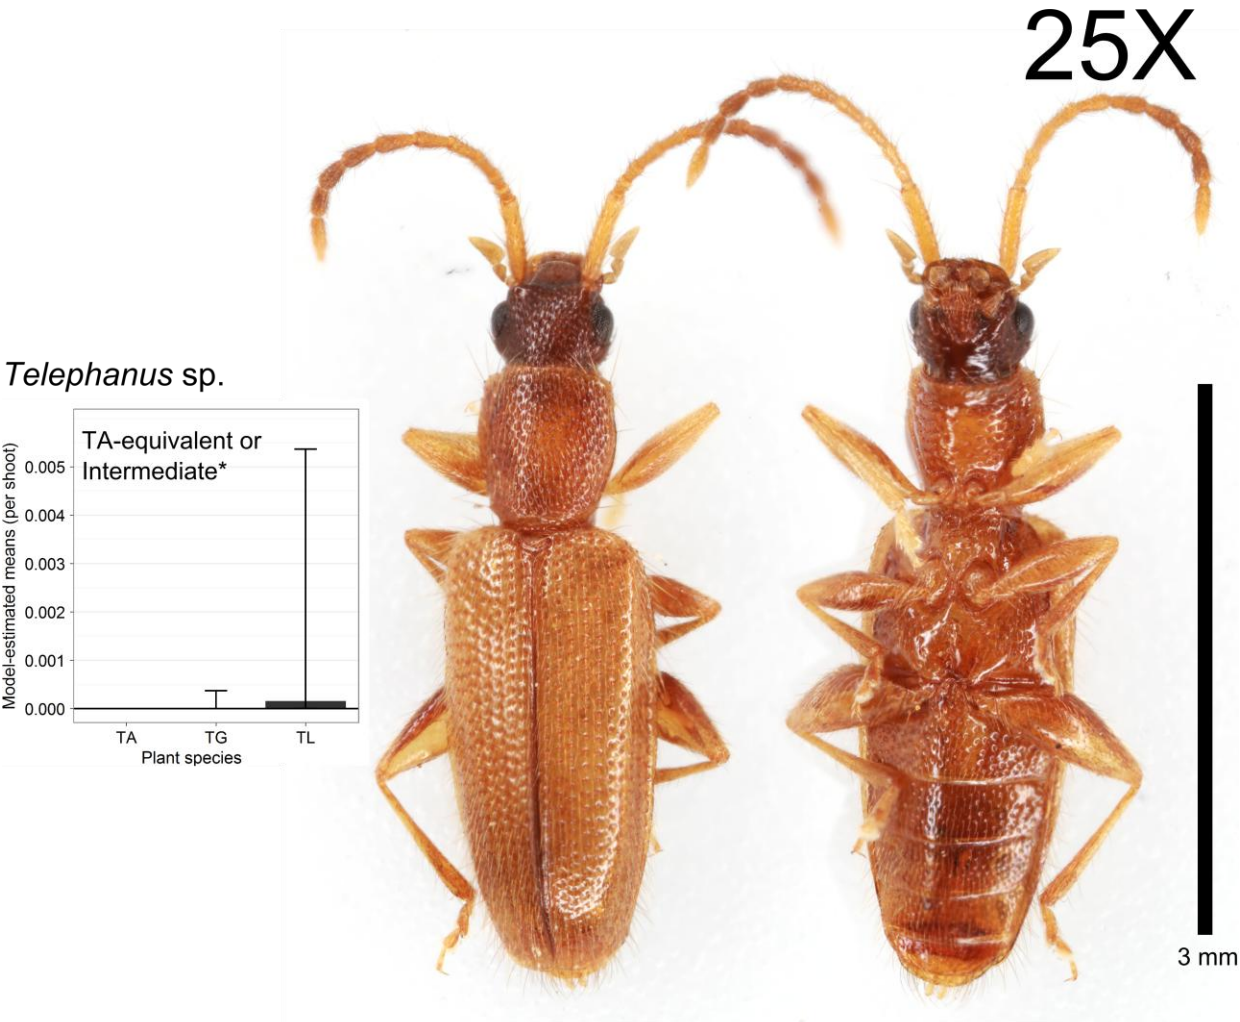 25X
Telephanus sp.
TA-equivalent or
Intermediate*
Model-estimated means (per shoot)
0.005
0.004
0.003
0.002
0.001
0.000
TA TG TL
Plant species
3 mm